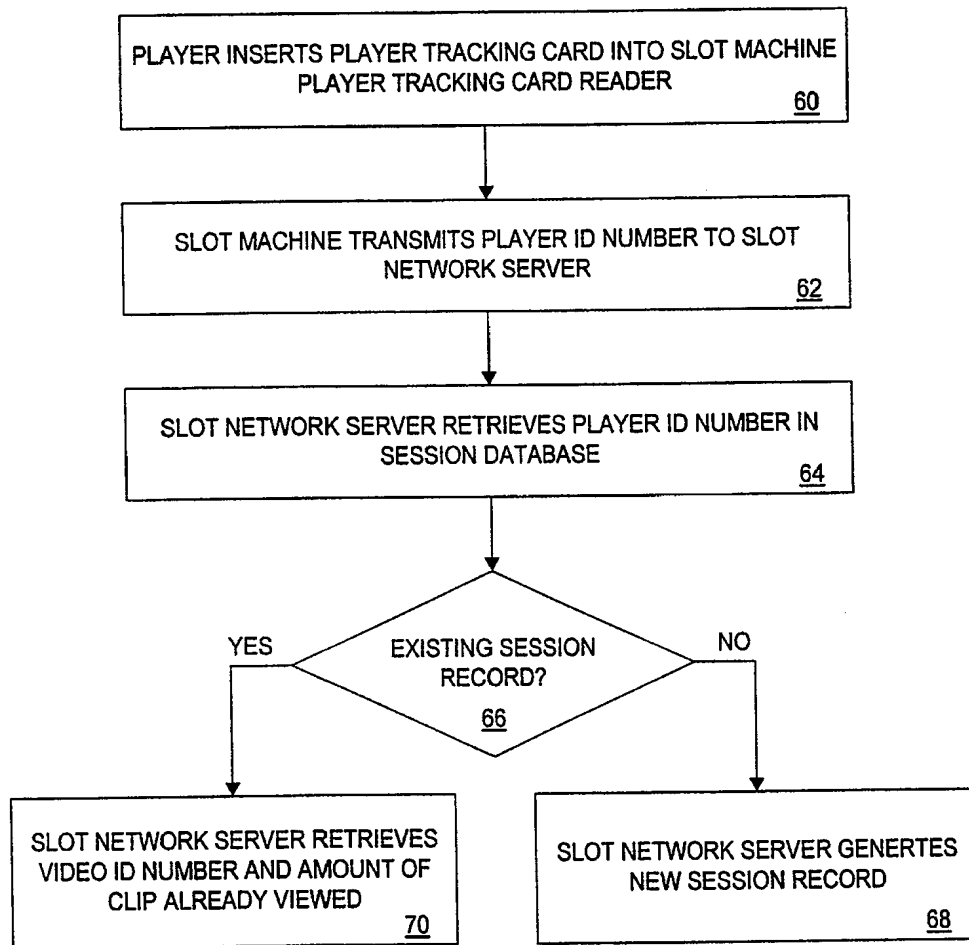 PLAYER INSERTS PLAYER TRACKING CARD INTO SLOT MACHINE
PLAYER TRACKING CARD READER
60
SLOT MACHINE TRANSMITS PLAYER ID NUMBER TO SLOT
NETWORK SERVER
62
SLOT NETWORK SERVER RETRIEVES PLAYER ID NUMBER IN
SESSION DATABASE
64
YES
EXISTING SESSION
RECORD?
66
NO
SLOT NETWORK SERVER RETRIEVES
VIDEO ID NUMBER AND AMOUNT OF
CLIP ALREADY VIEWED
70
SLOT NETWORK SERVER GENERTES
NEW SESSION RECORD
68